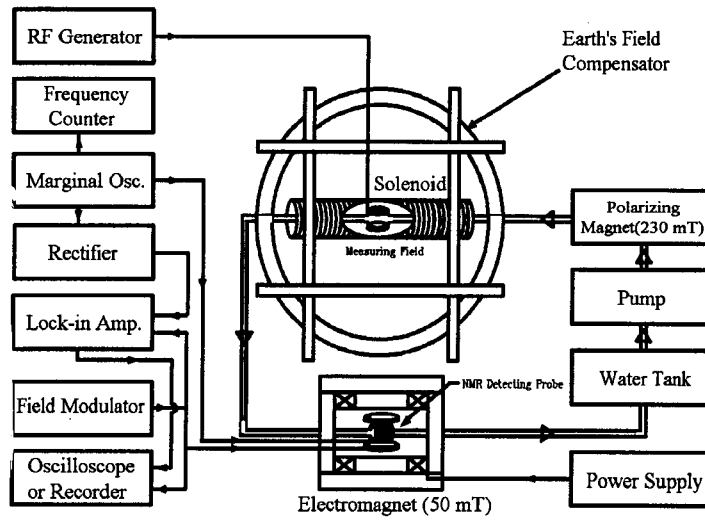 RF Generator
Earth's Field
Compensator
Frequency
Counter
Marginal Osc.
Solenoid
Polarizing
Magnet(230 mT)
Measuring Field
Rectifier
Pump
Lock-in Amp.
Water Tank
NMR Detecting Probe
Field Modulator
Oscilloscope
or Recorder
Power Supply
Electromagnet (50 mT)